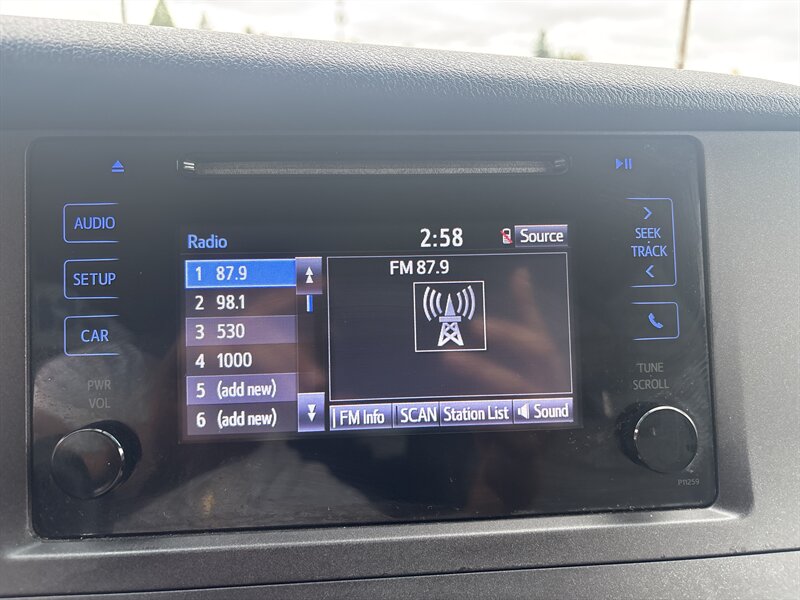 AUDIO
SETUP
CAR
PWR
VOL
Radio
2:58
Source
1 87.9
2 98.1
3 530
4 1000
5 (add new)
6 (add new)
FM 87.9
FM Info
SCAN
Station List
Sound
SEEK
TRACK
TUNE
SCROLL
P11259